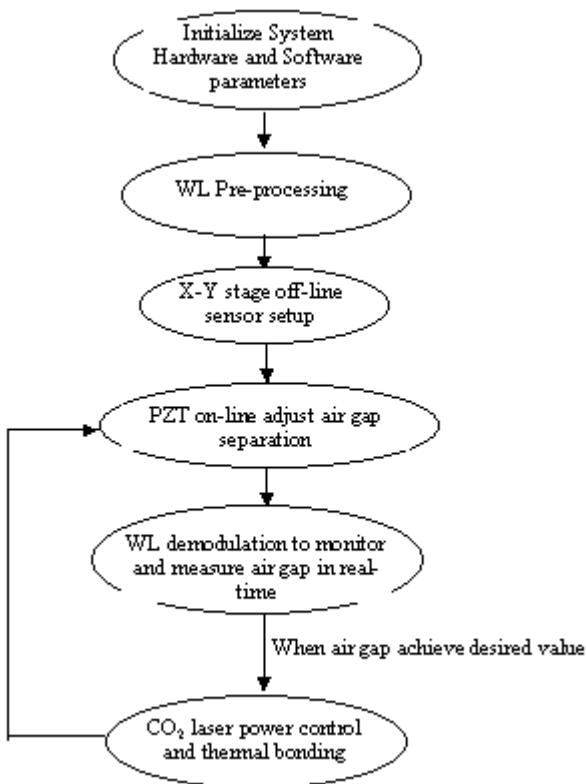 Initialize System
Hardware and Software
parameters
WL Pre-processing
X-Y stage off-line
sensor setup
PZT on-line adjust air gap
separation
WL demodulation to monitor
and measure air gap in real-
time
When air gap achieve desired value
CO₂ laser power control
and thermal bonding